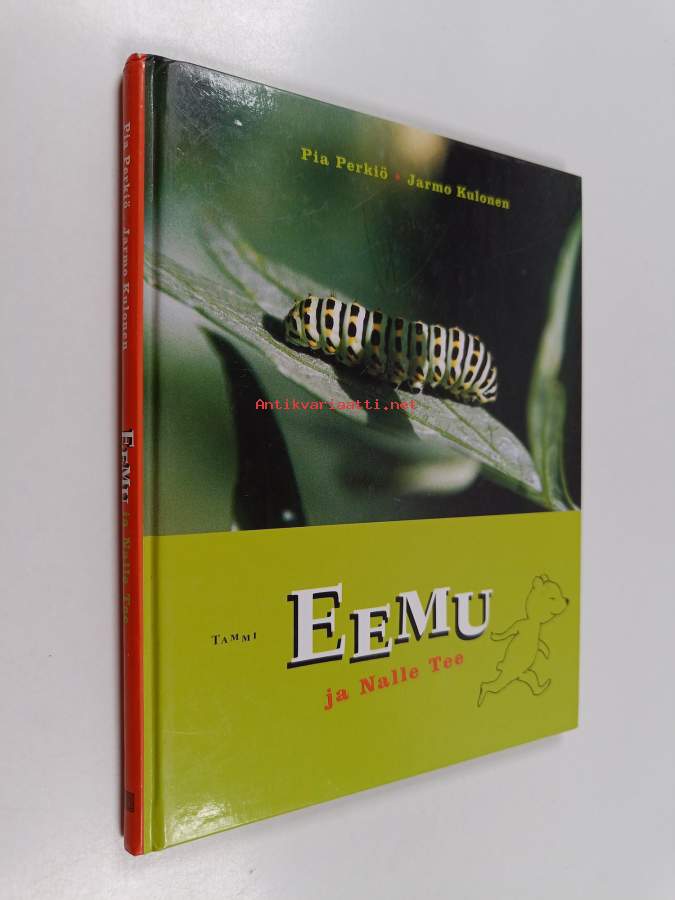 Pia Perkiö • Jarmo Kulonen
Antikvariaatti.net
TAMMI
EEMU
ja Nalle Tee
Pia Perkiö Jarmo Kulonen
EEMU ja Nalle Tee